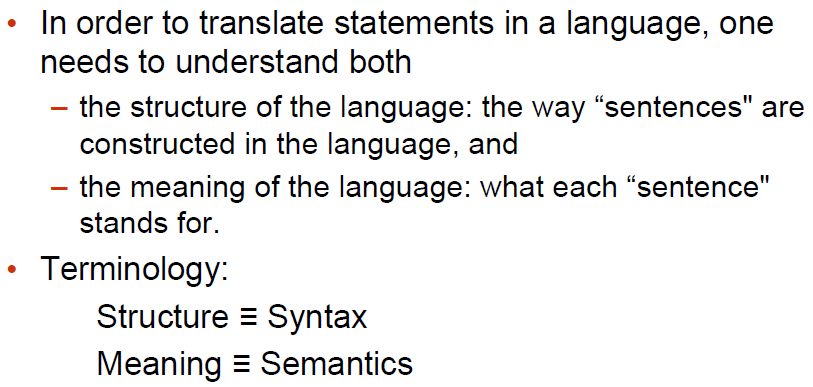 • In order to translate statements in a language, one
needs to understand both
– the structure of the language: the way “sentences" are
constructed in the language, and
– the meaning of the language: what each “sentence"
stands for.
• Terminology:
Structure ≡ Syntax
Meaning ≡ Semantics